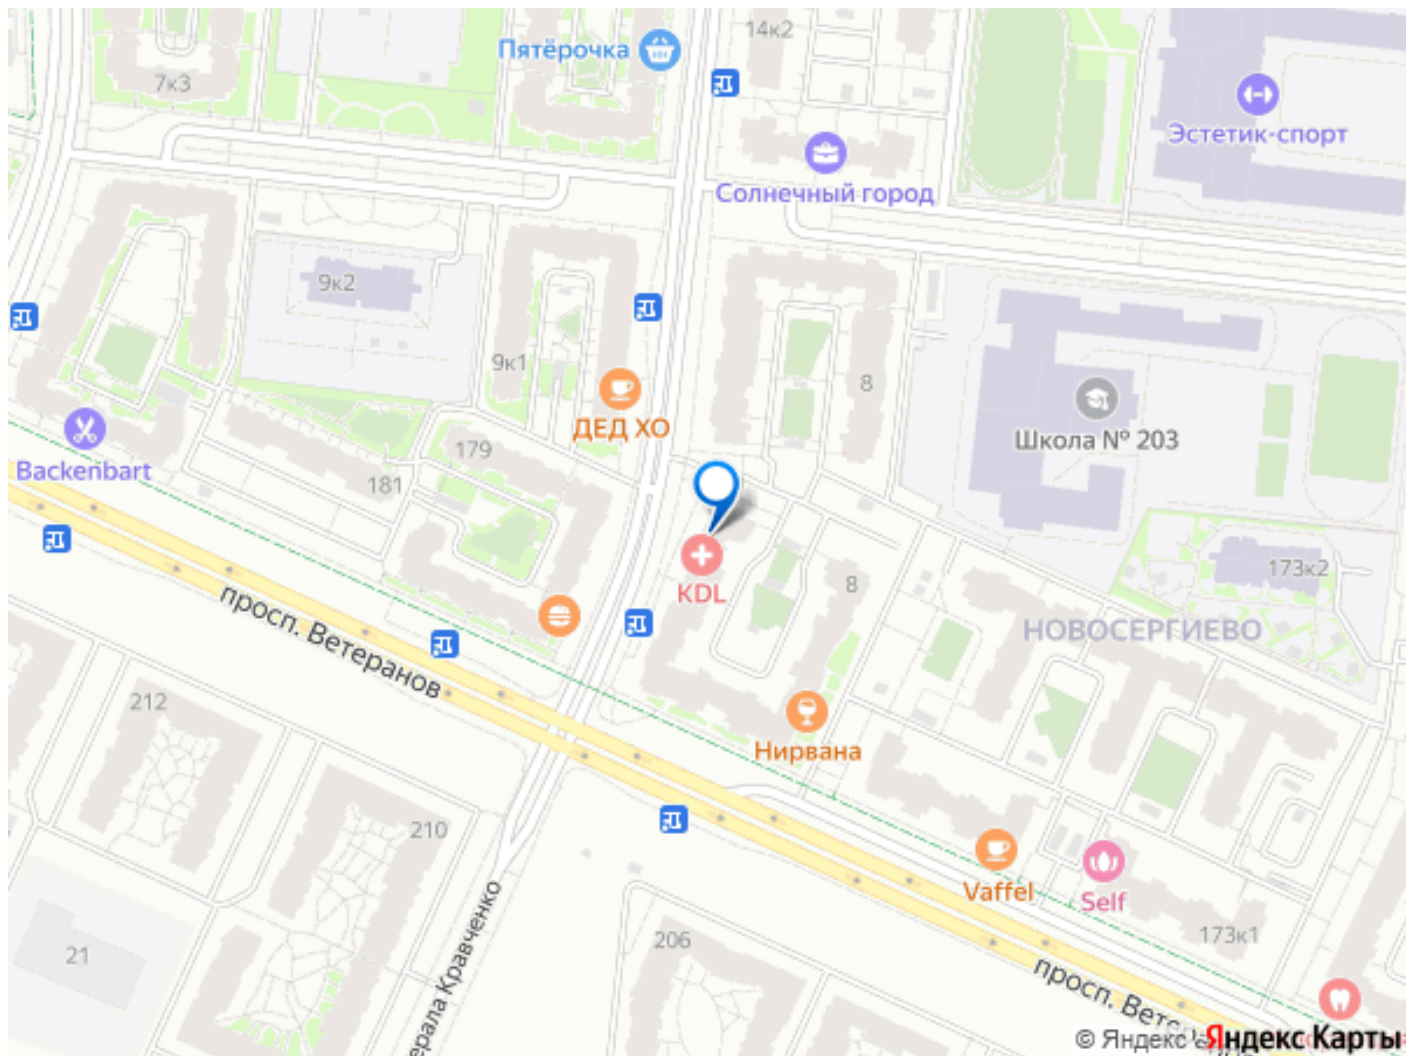 14к2
Пятёрочка
7к3
Эстетик-спорт
Солнечный город
9к2
9к1
8
ДЕД ХО
Школа № 203
179
Backenbart
181
KDL
8
173к2
НОВОСЕРГИЕВО
просп. Ветеранов
212
Нирвана
210
Vaffel
Self
173к1
206
21
ерала Кравченко
просп. Вете
© Яндекс
Яндекс Карты